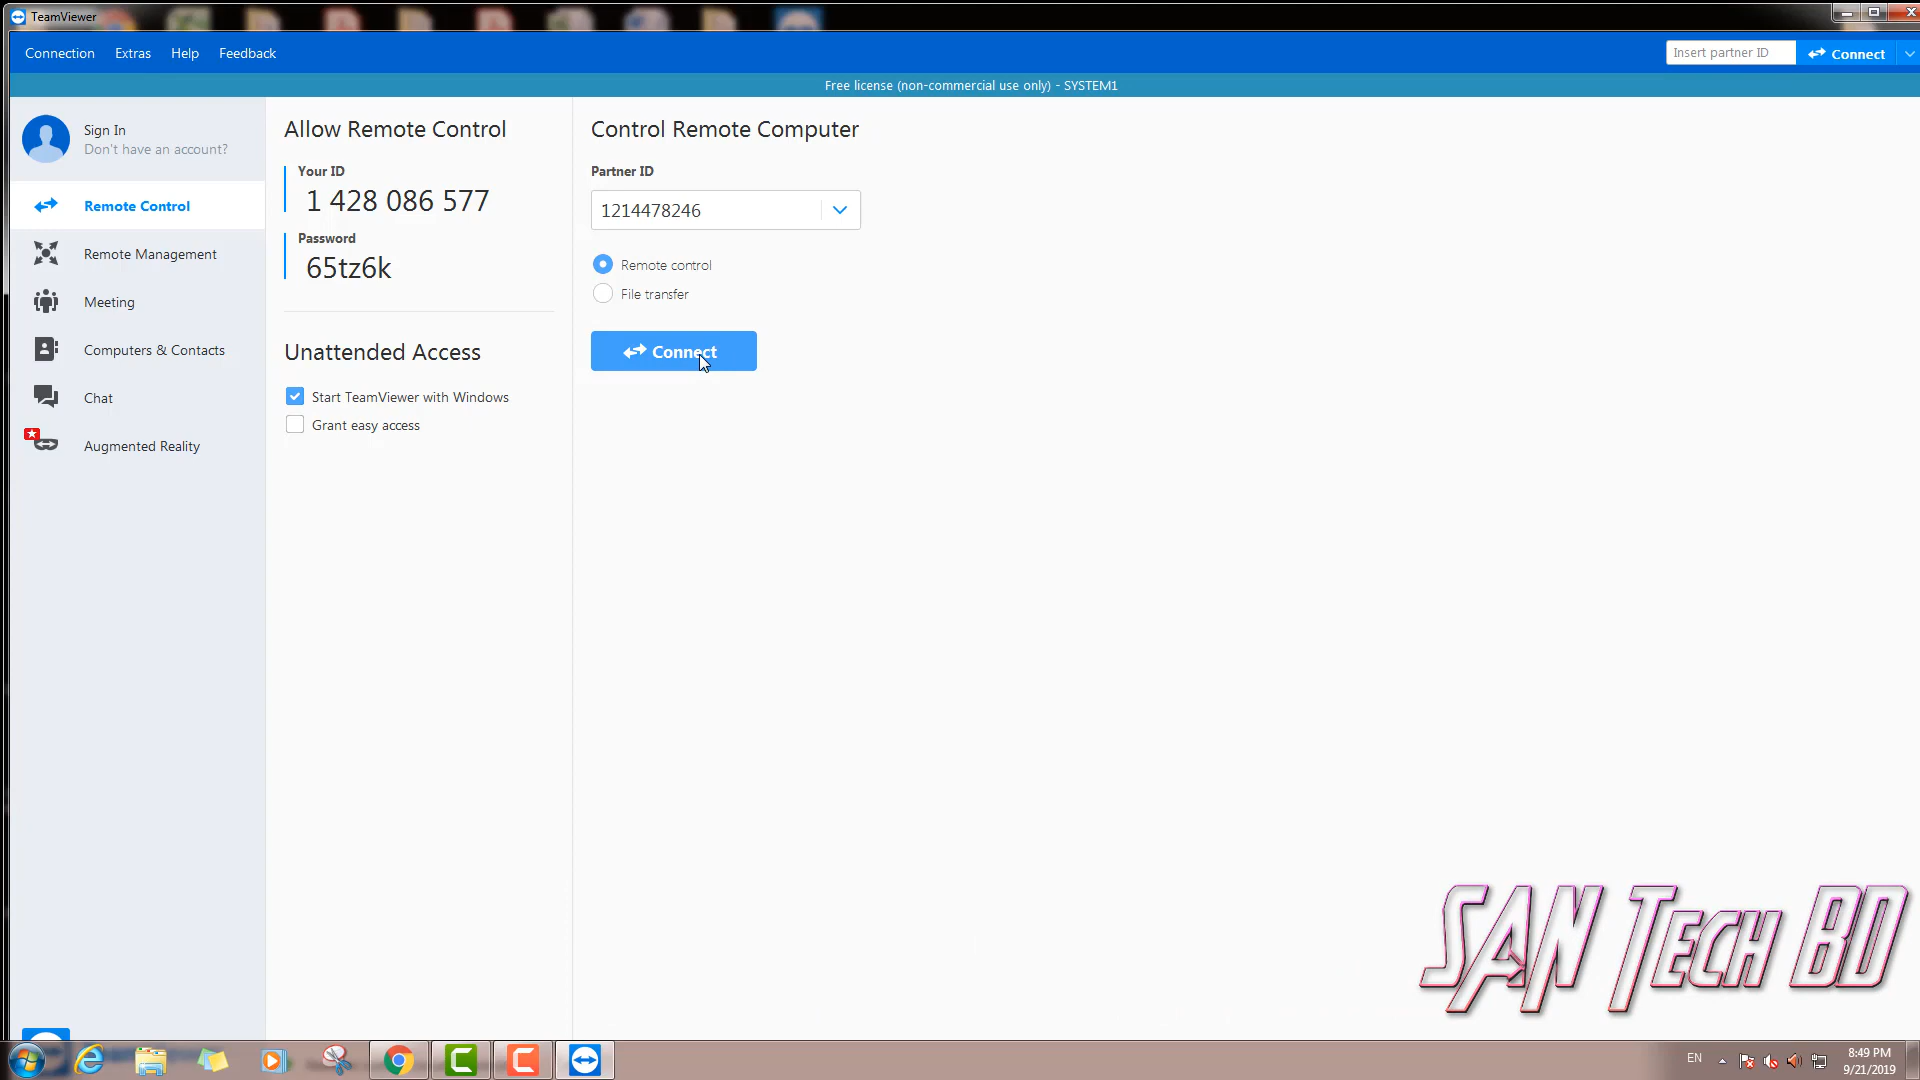 TeamViewer
Connection Extras Help Feedback
Insert partner ID Connect
Free license (non-commercial use only) - SYSTEM1
Sign In
Don't have an account?
Remote Control
Remote Management
Meeting
Computers & Contacts
Chat
Augmented Reality
Allow Remote Control
Your ID
1 428 086 577
Password
65tz6k
Unattended Access
Start TeamViewer with Windows
Grant easy access
Control Remote Computer
Partner ID
1214478246
Remote control
File transfer
Connect
SAN TECH BD
EN
8:49 PM
9/21/2019